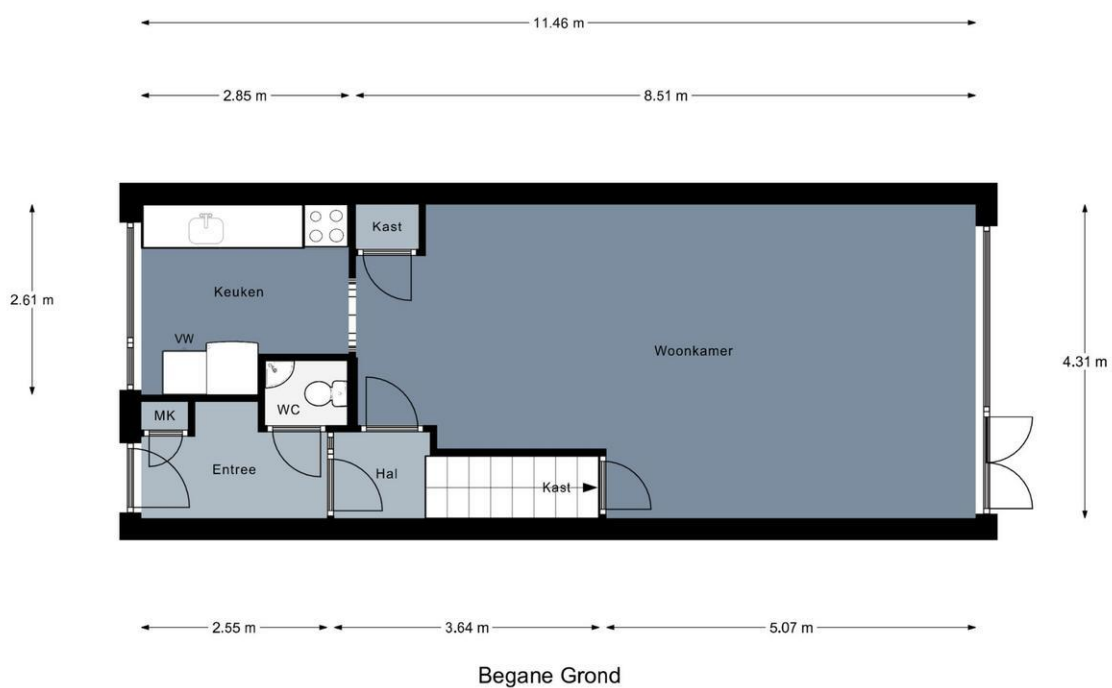 11.46 m
2.85 m
8.51 m
Kast
Keuken
2.61 m
VW
Woonkamer
4.31 m
MK
WC
Entree
Hal
Kast
2.55 m
3.64 m
5.07 m
Begane Grond